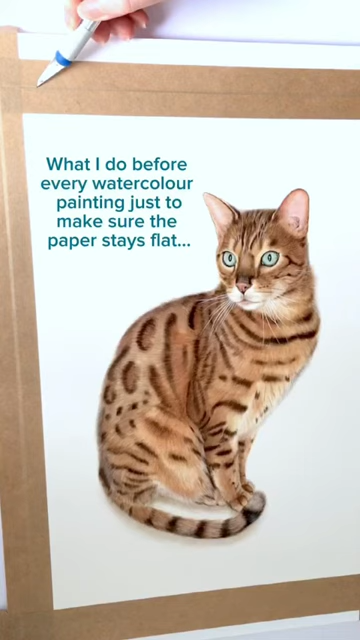 What I do before
every watercolour
painting just to
make sure the
paper stays flat...